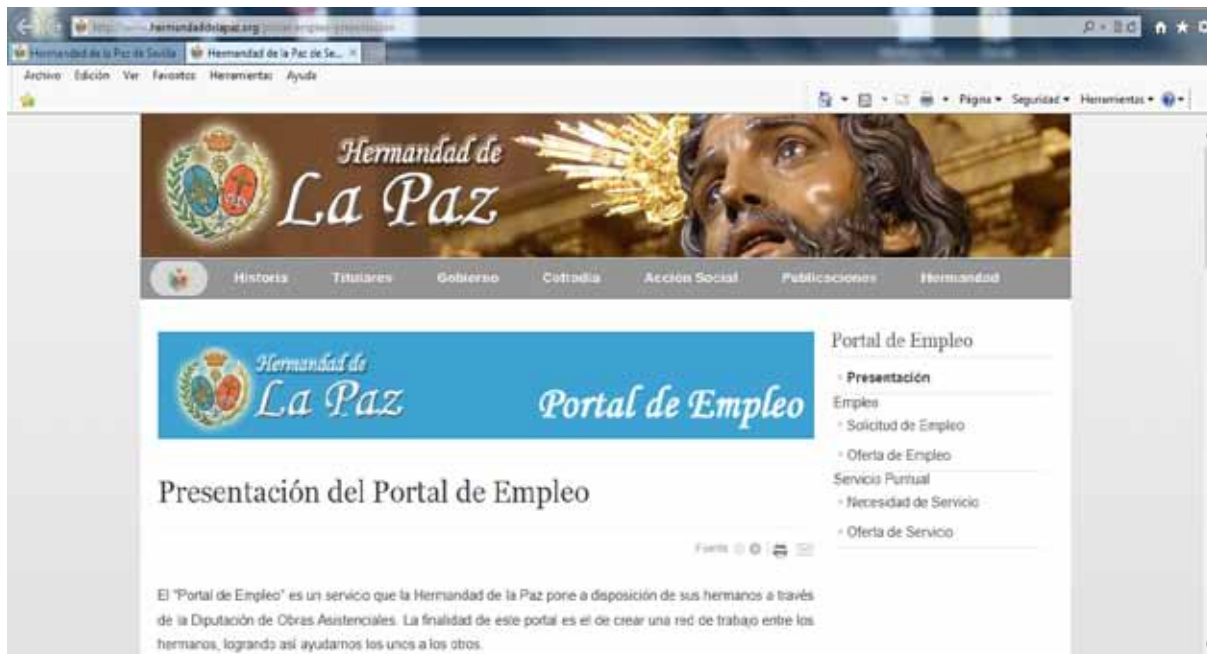 hermandaddelapaz.org
Hermandad de la Paz de Sevilla
Hermandad de la Paz de Se...
Archivo Edición Ver Favoritos Herramientas Ayuda
Página Seguridad Herramientas
Hermandad de
La Paz
Historia Titulares Gobierno Cofradía Acción Social Publicaciones Hermandad
Hermandad de
La Paz
Portal de Empleo
Portal de Empleo
Presentación
Empleo
Solicitud de Empleo
Oferta de Empleo
Servicio Puntual
Necesidad de Servicio
Oferta de Servicio
Presentación del Portal de Empleo
Fuente
El "Portal de Empleo" es un servicio que la Hermandad de la Paz pone a disposición de sus hermanos a través
de la Diputación de Obras Asistenciales. La finalidad de este portal es el de crear una red de trabajo entre los
hermanos, logrando así ayudarnos los unos a los otros.